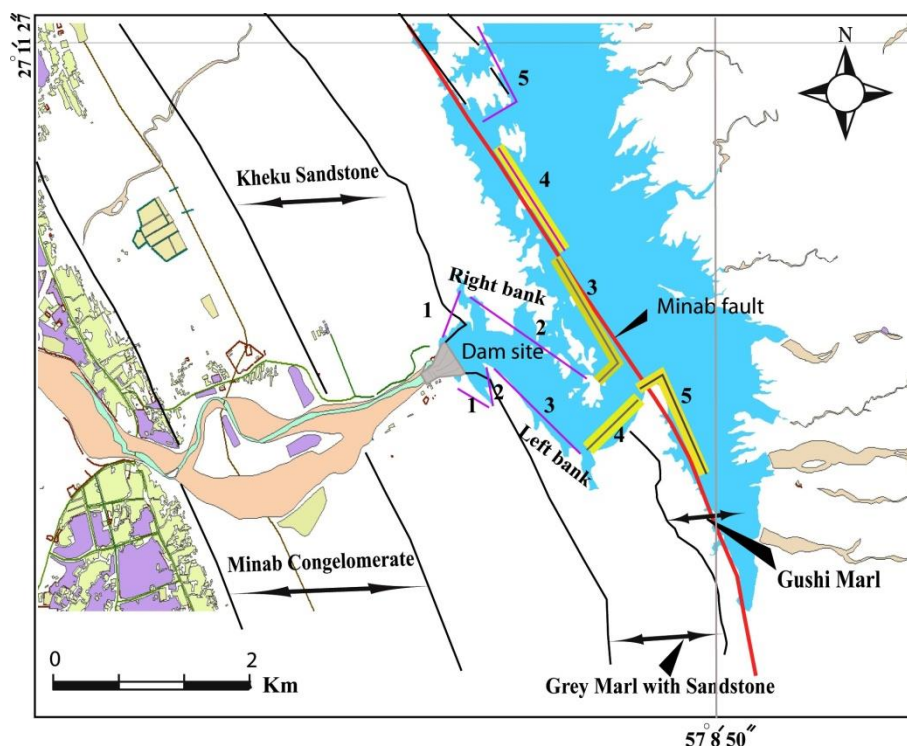 27° 11′ 27″
N
5
Kheku Sandstone
4
Right bank
1
3
Minab fault
2
Dam site
5
1
2
3
4
Left bank
Minab Congelomerate
Gushi Marl
0
2
Km
Grey Marl with Sandstone
57° 8′ 50″